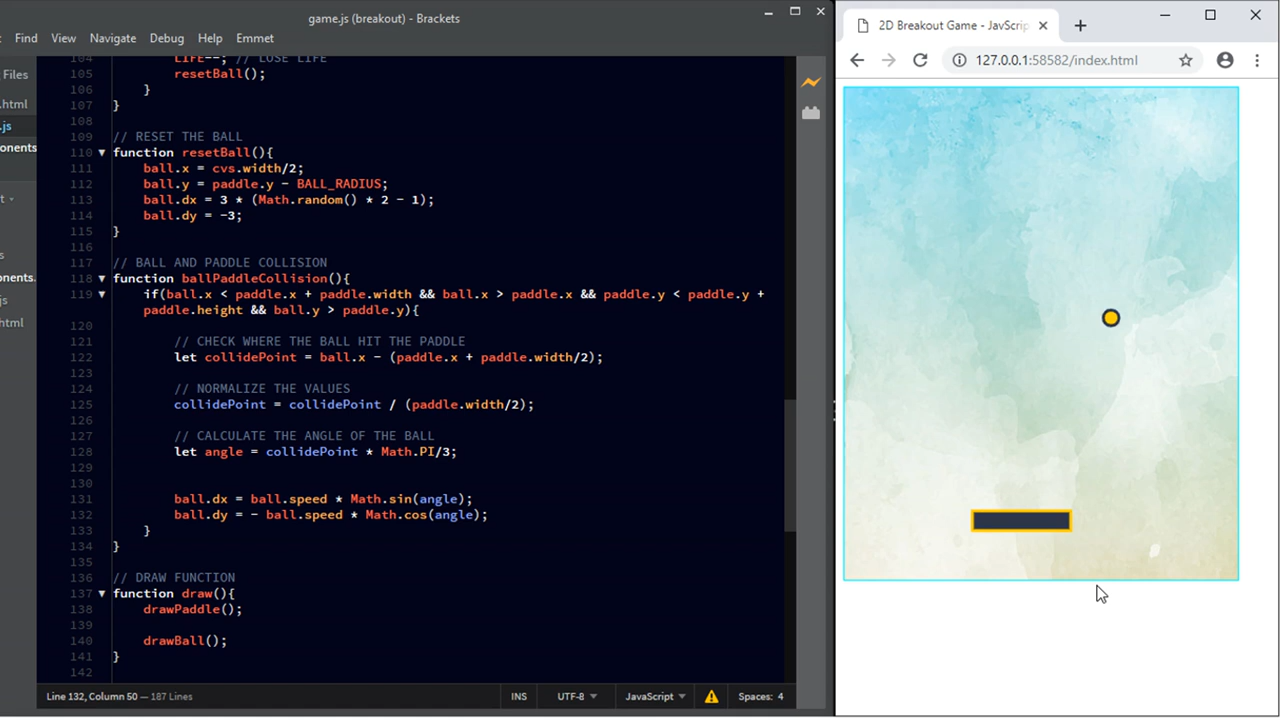 game.js (breakout) - Brackets
Find View Navigate Debug Help Emmet
Files
.html
.js
onents
t
s
onents.
js
html
104 LIFE--; // LOSE LIFE
105 resetBall();
106 }
107 }
108
109 // RESET THE BALL
110 function resetBall(){
111 ball.x = cvs.width/2;
112 ball.y = paddle.y - BALL_RADIUS;
113 ball.dx = 3 * (Math.random() * 2 - 1);
114 ball.dy = -3;
115 }
116
117 // BALL AND PADDLE COLLISION
118 function ballPaddleCollision(){
119 if(ball.x < paddle.x + paddle.width && ball.x > paddle.x && paddle.y < paddle.y +
paddle.height && ball.y > paddle.y){
120
121 // CHECK WHERE THE BALL HIT THE PADDLE
122 let collidePoint = ball.x - (paddle.x + paddle.width/2);
123
124 // NORMALIZE THE VALUES
125 collidePoint = collidePoint / (paddle.width/2);
126
127 // CALCULATE THE ANGLE OF THE BALL
128 let angle = collidePoint * Math.PI/3;
129
130
131 ball.dx = ball.speed * Math.sin(angle);
132 ball.dy = - ball.speed * Math.cos(angle);
133 }
134 }
135
136 // DRAW FUNCTION
137 function draw(){
138 drawPaddle();
139
140 drawBall();
141 }
142
Line 132, Column 50 — 187 Lines
INS UTF-8 JavaScript Spaces: 4
2D Breakout Game - JavScrip
127.0.0.1:58582/index.html